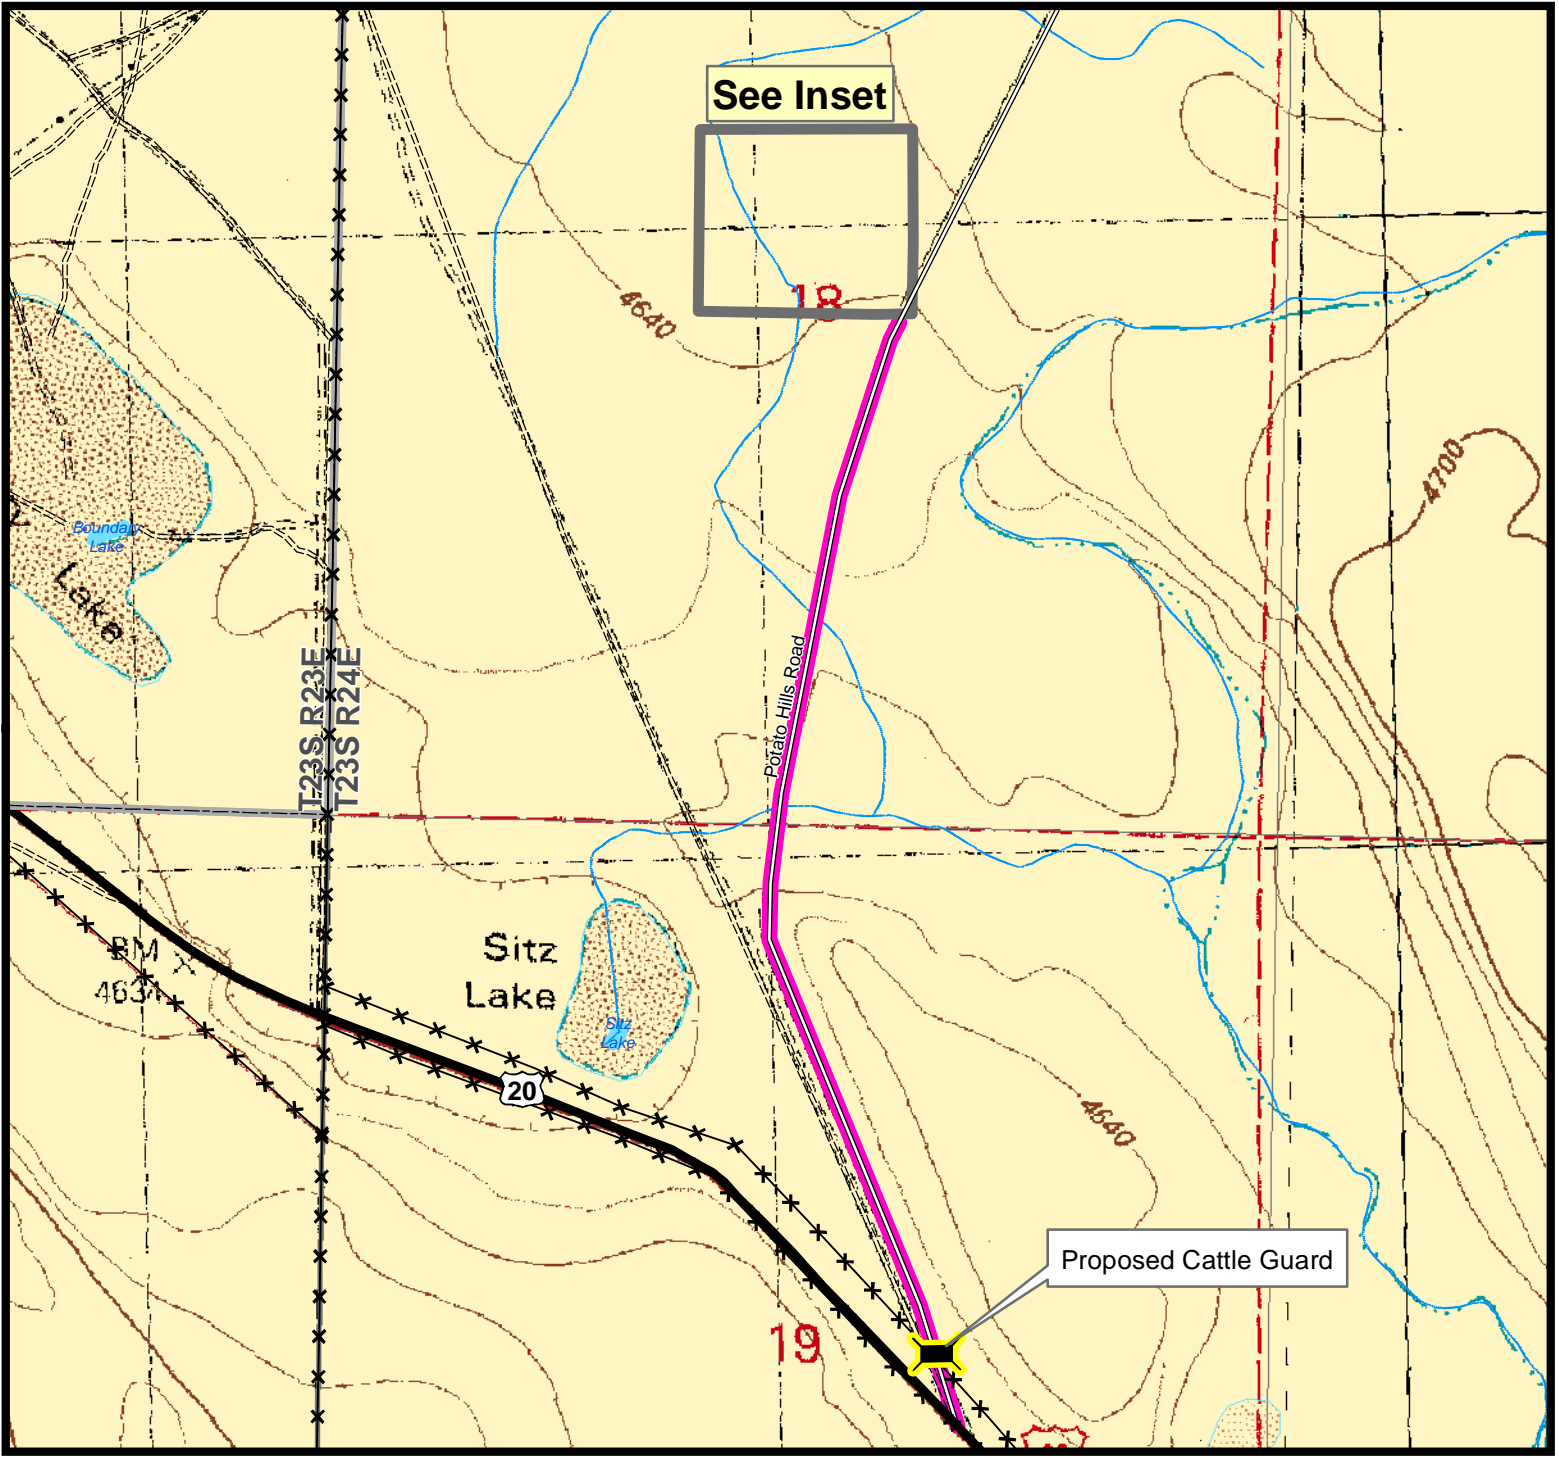 See Inset
18
4640
4700
Boundary
Lake
Lake
T23S R23E
T23S R24E
Potato Hills Road
BM
4634
Sitz
Lake
Sitz
Lake
20
4640
Proposed Cattle Guard
19